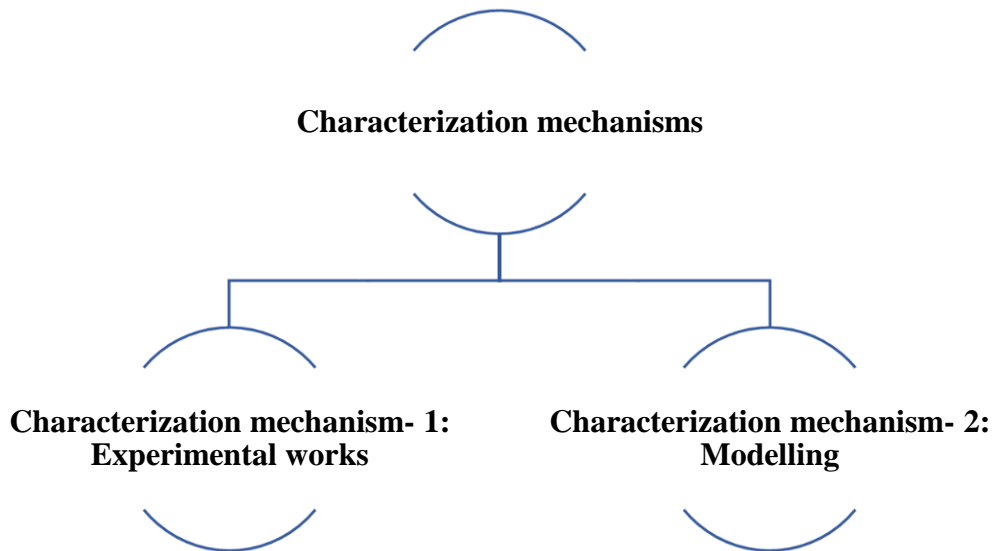 Characterization mechanisms
Characterization mechanism- 1:
Experimental works
Characterization mechanism- 2:
Modelling